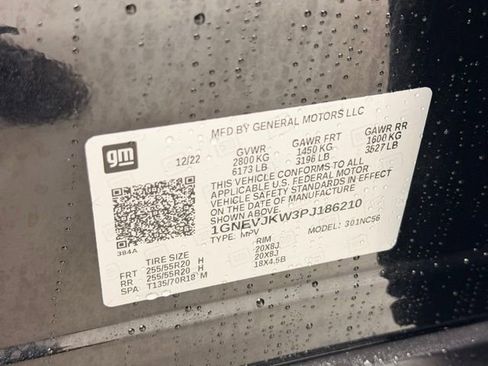 MFD BY GENERAL MOTORS LLC
gm
12/22 GVWR GAWR FRT GAWR RR
2800 KG 1450 KG 1600 KG
6173 LB 3196 LB 3527 LB
THIS VEHICLE CONFORMS TO ALL
APPLICABLE U.S. FEDERAL MOTOR
VEHICLE SAFETY STANDARDS IN EFFECT
ON THE DATE OF MANUFACTURE
SHOWN ABOVE.
1GNEVJKW3PJ186210
TYPE: MPV MODEL: 301NC56
384A
TIRE SIZE RIM
FRT 255/55R20 H 20X8J
RR 255/55R20 H 20X8J
SPA T135/70R18 M 18X4.5B